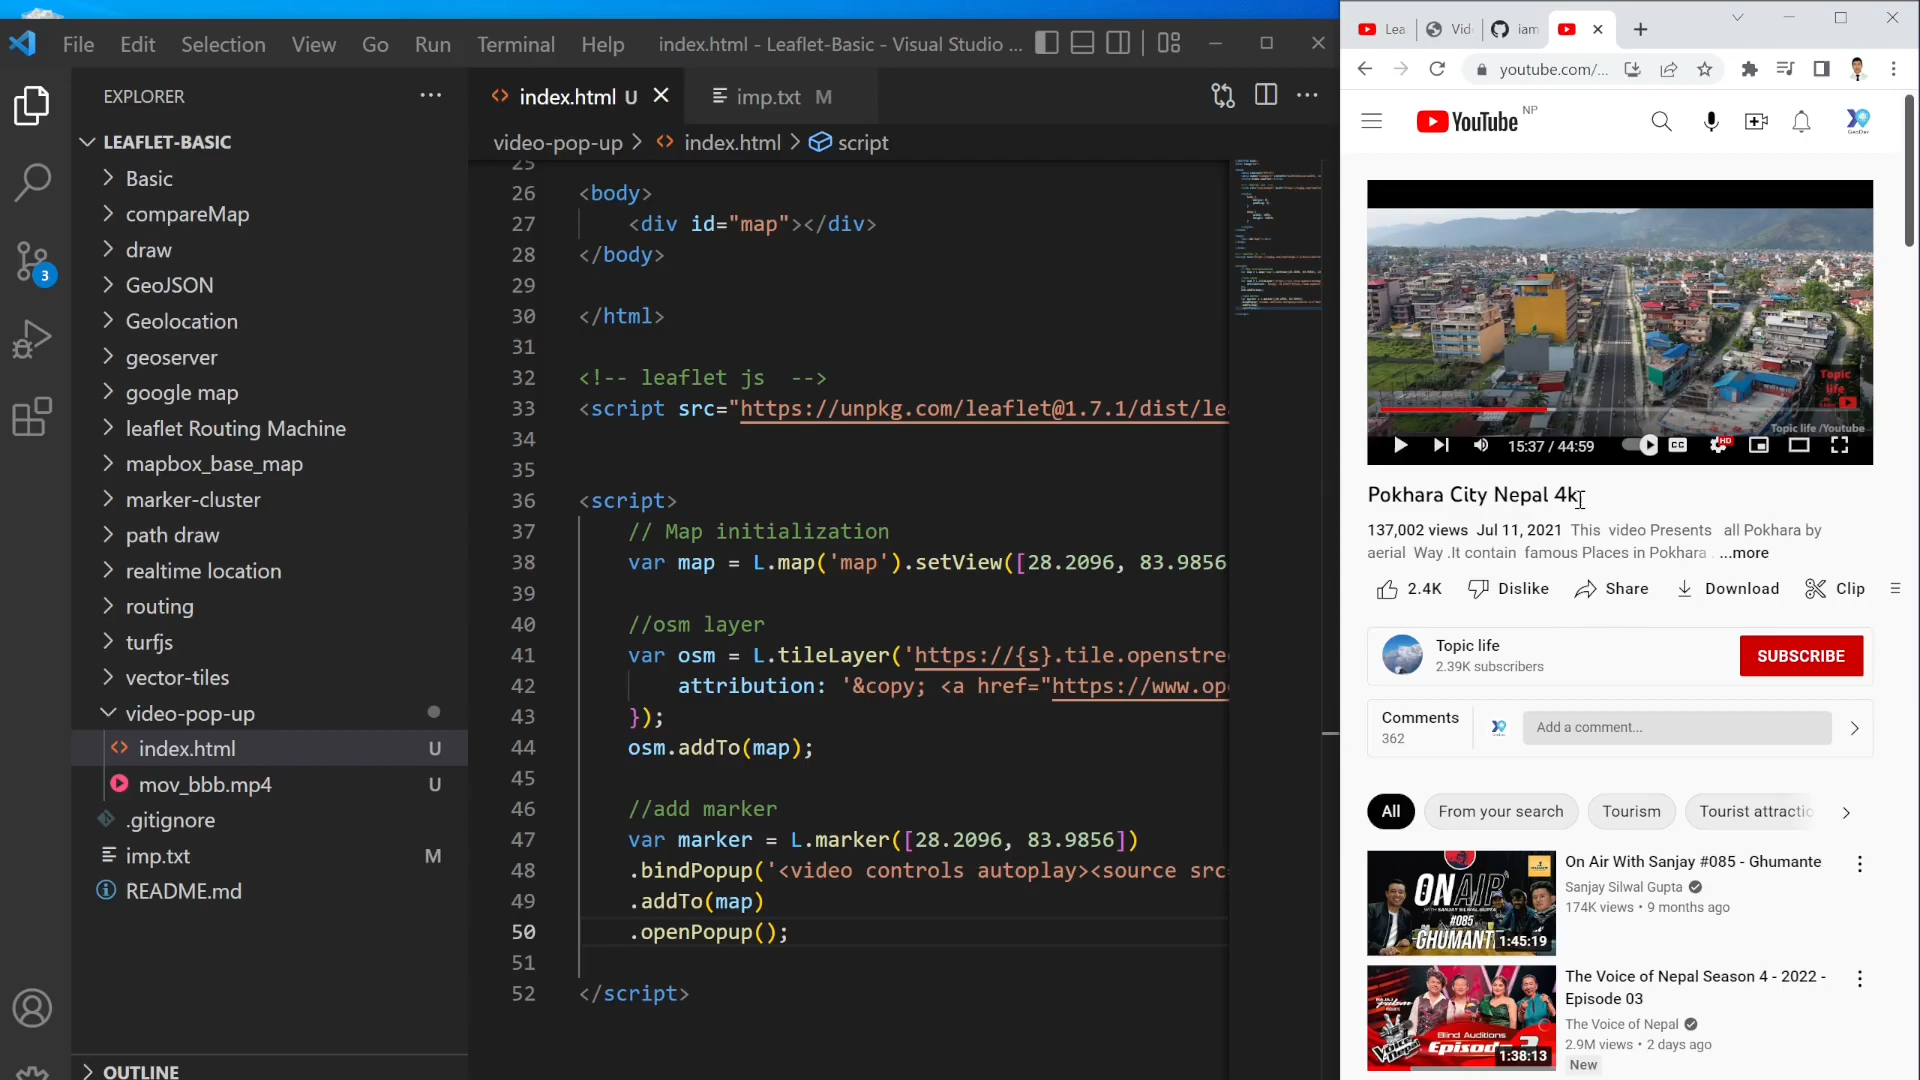 File Edit Selection View Go Run Terminal Help index.html - Leaflet-Basic - Visual Studio ...
EXPLORER
LEAFLET-BASIC
Basic
compareMap
draw
GeoJSON
Geolocation
geoserver
google map
leaflet Routing Machine
mapbox_base_map
marker-cluster
path draw
realtime location
routing
turfjs
vector-tiles
video-pop-up
index.html U
mov_bbb.mp4 U
.gitignore
imp.txt M
README.md
OUTLINE
3
index.html U imp.txt M
video-pop-up > index.html > script
25
26 <body>
27 <div id="map"></div>
28 </body>
29
30 </html>
31
32 <!-- leaflet js -->
33 <script src="https://unpkg.com/leaflet@1.7.1/dist/le
34
35
36 <script>
37 // Map initialization
38 var map = L.map('map').setView([28.2096, 83.9856
39
40 //osm layer
41 var osm = L.tileLayer('https://{s}.tile.openstre
42 attribution: '&copy; <a href="https://www.op
43 });
44 osm.addTo(map);
45
46 //add marker
47 var marker = L.marker([28.2096, 83.9856])
48 .bindPopup('<video controls autoplay><source src
49 .addTo(map)
50 .openPopup();
51
52 </script>
Lea Vid iam
youtube.com/...
YouTube NP
Topic
life
Topic life /Youtube
15:37 / 44:59 CC HD
Pokhara City Nepal 4k
137,002 views Jul 11, 2021 This video Presents all Pokhara by
aerial Way .It contain famous Places in Pokhara . ...more
2.4K Dislike Share Download Clip
Topic life
2.39K subscribers
SUBSCRIBE
Comments
362
Add a comment...
All From your search Tourism Tourist attractio
ON AIR
#085
GHUMANT
1:45:19
On Air With Sanjay #085 - Ghumante
Sanjay Silwal Gupta
174K views • 9 months ago
Voice
Blind Auditions
Episode 3
1:38:13
The Voice of Nepal Season 4 - 2022 -
Episode 03
The Voice of Nepal
2.9M views • 2 days ago
New